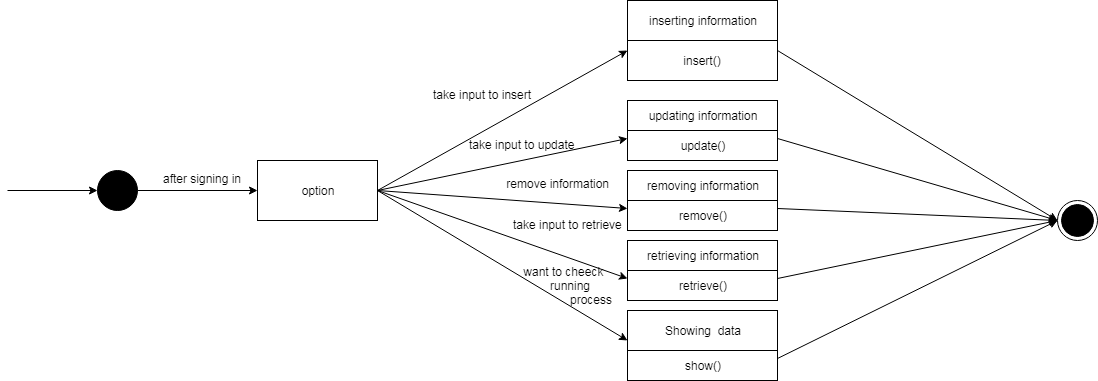 inserting information
insert()
take input to insert
updating information
take input to update
update()
after signing in
option
remove information
removing information
remove()
take input to retrieve
retrieving information
retrieve()
want to cheeck
running
process
Showing data
show()